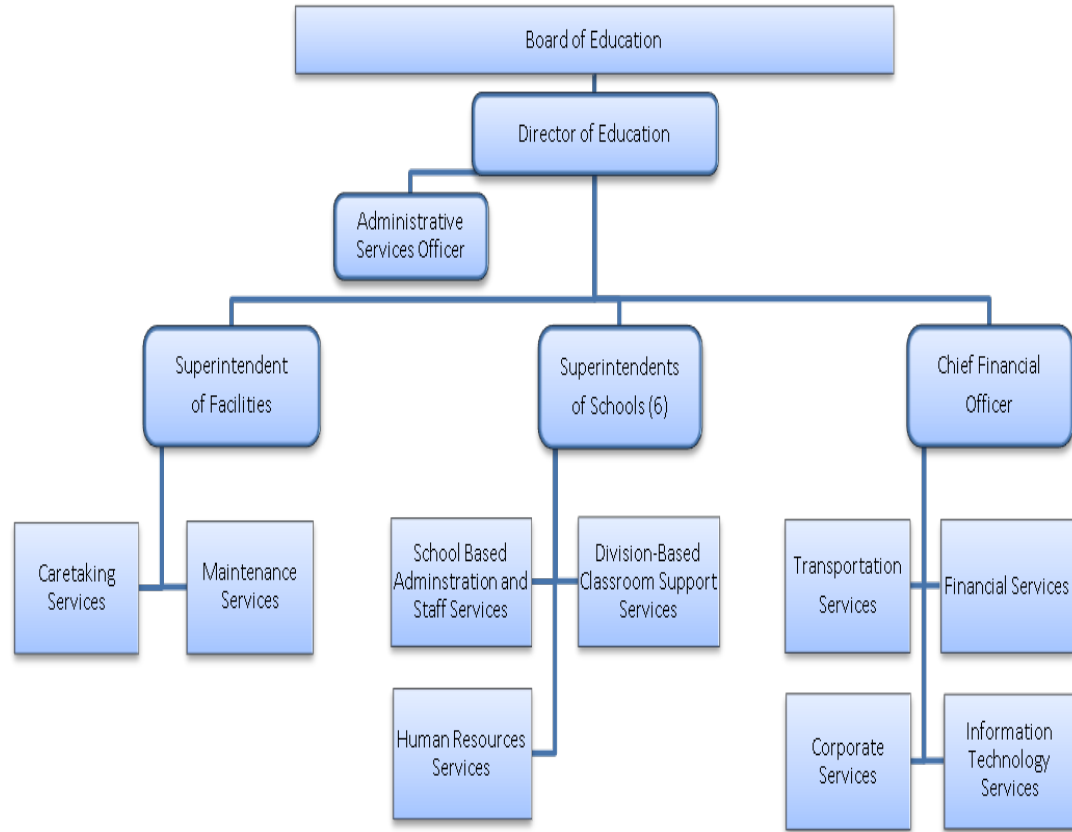 Board of Education
Director of Education
Administrative
Services Officer
Superintendent
of Facilities
Superintendents
of Schools (6)
Chief Financial
Officer
Caretaking
Services
Maintenance
Services
School Based
Adminstration and
Staff Services
Division-Based
Classroom Support
Services
Transportation
Services
Financial Services
Human Resources
Services
Corporate
Services
Information
Technology
Services